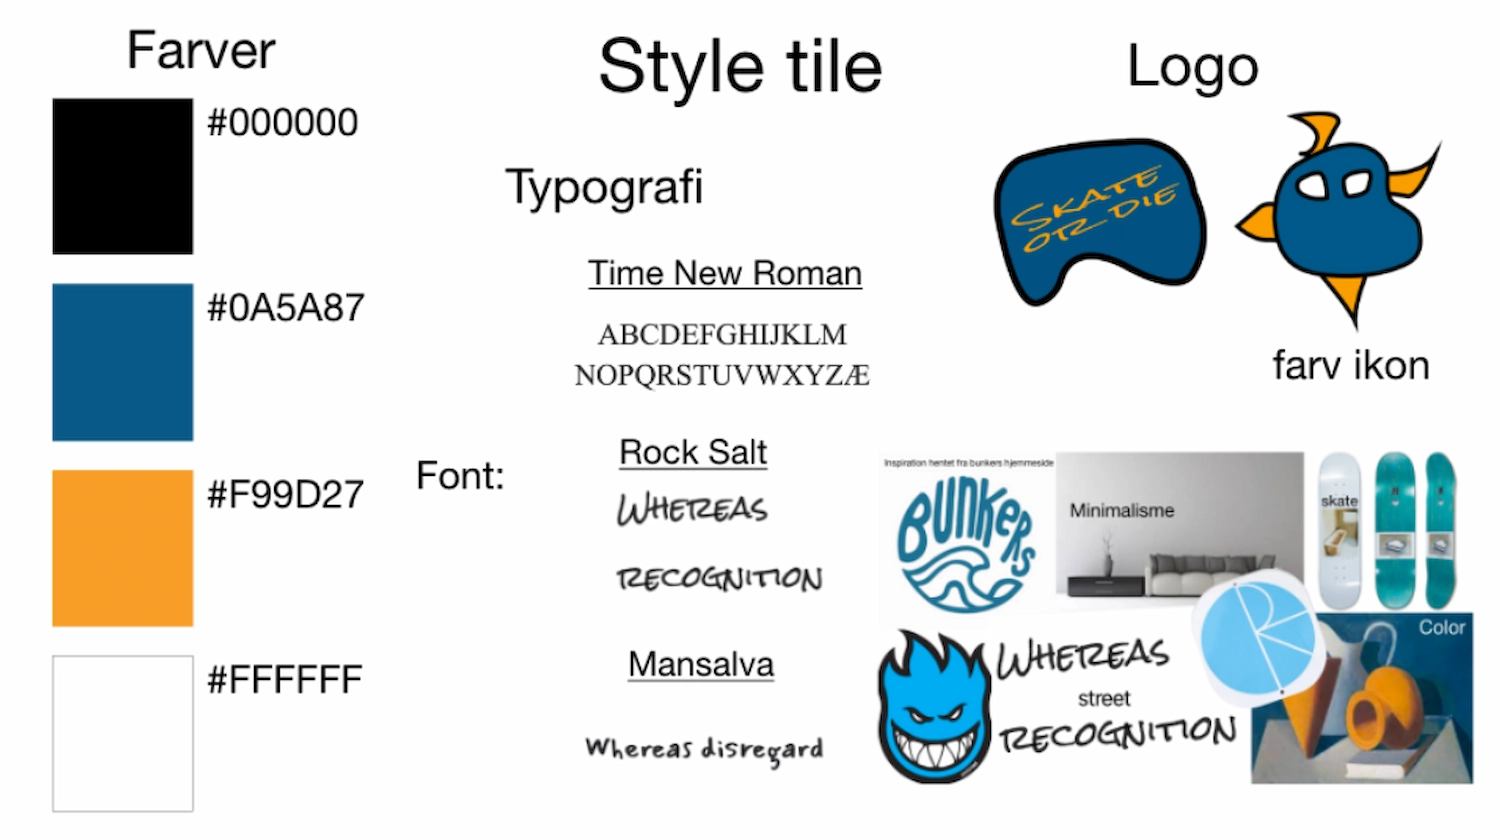 Farver
#000000
#0A5A87
#F99D27
#FFFFFF
Style tile
Typografi
Time New Roman
ABCDEFGHIJKLM
NOPQRSTUVWXYZÆ
Font:
Rock Salt
WHEREAS
RECOGNITION
Mansalva
Whereas disregard
Logo
SKATE
OR DIE
farv ikon
Inspiration hentet fra bunkers hjemmeside
BUNKERS
Minimalisme
skate
WHEREAS
street
RECOGNITION
R
Color